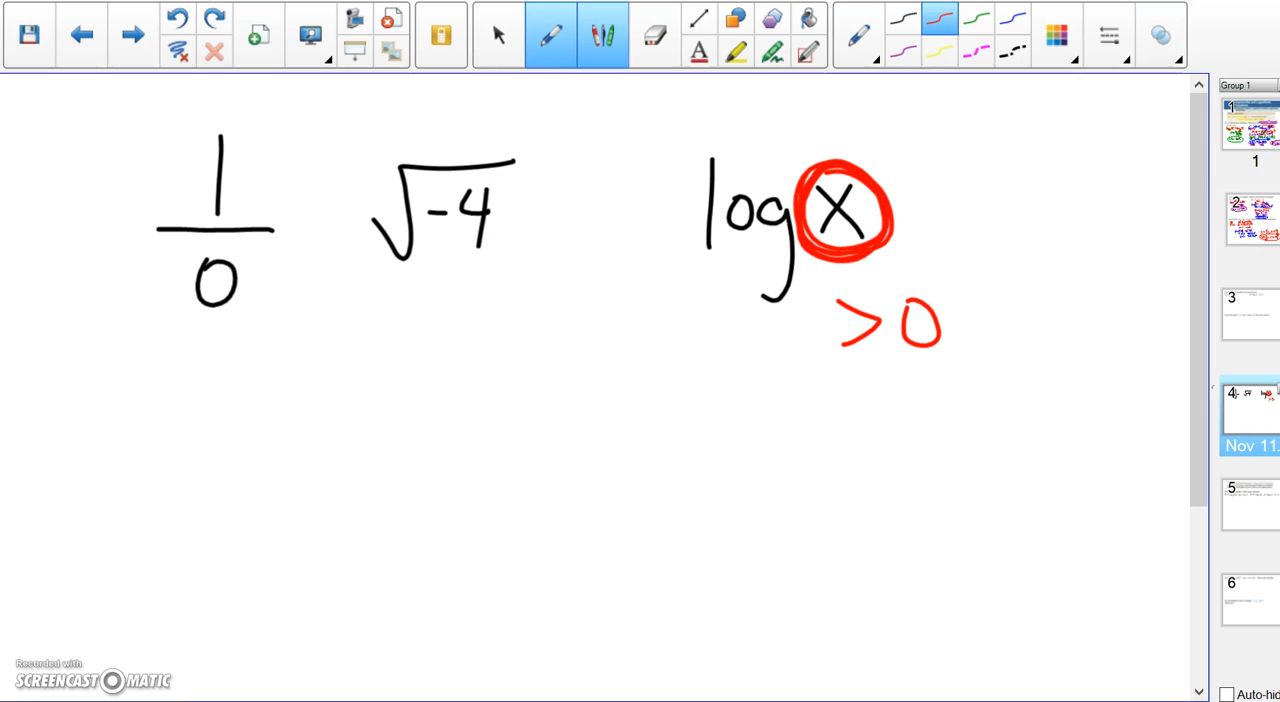 1/0
√-4
log x
> 0
Group 1
1
1
2
3
4
Nov 11.
5
6
Auto-hid
Recorded with
SCREENCAST O MATIC